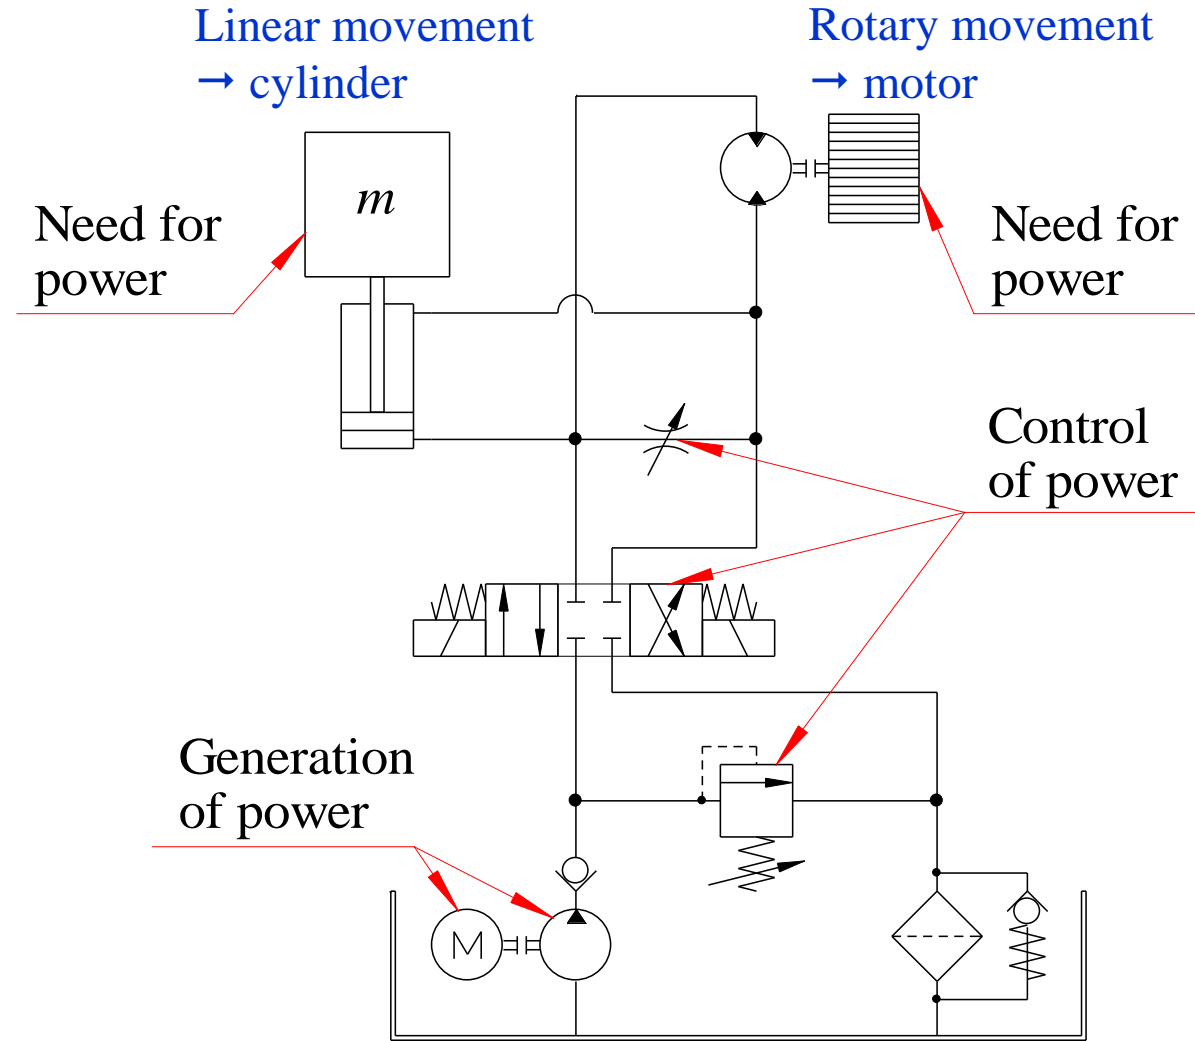 Linear movement
→ cylinder
Rotary movement
→ motor
m
Need for
power
Need for
power
Control
of power
Generation
of power
M